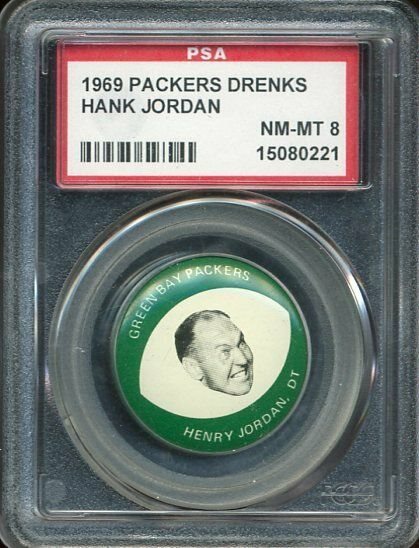 PSA
1969 PACKERS DRENKS
HANK JORDAN
NM-MT 8
15080221
GREEN BAY PACKERS
HENRY JORDAN, DT